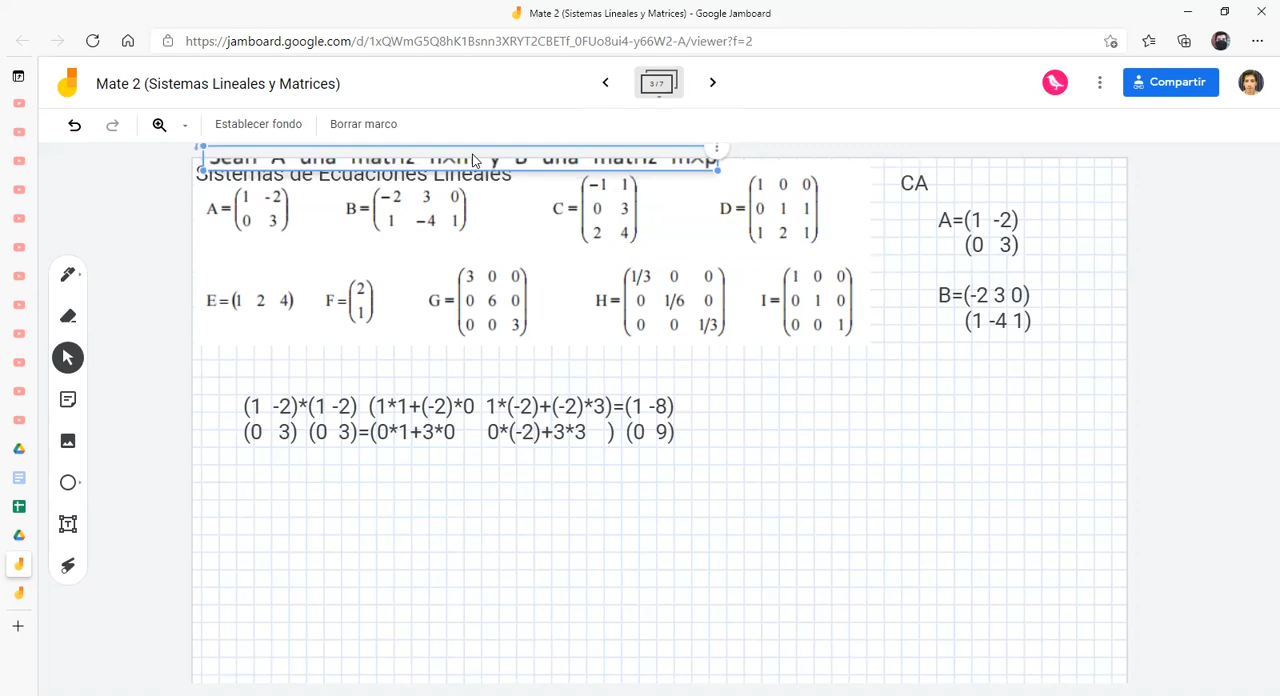 Mate 2 (Sistemas Lineales y Matrices) - Google Jamboard
https://jamboard.google.com/d/1xQWmG5Q8hK1Bsnn3XRYT2CBETf_0FUo8ui4-y66W2-A/viewer?f=2
Mate 2 (Sistemas Lineales y Matrices)
3 / 7
Compartir
Establecer fondo
Borrar marco
Sean A una matriz y B una matriz m×p
Sistemas de Ecuaciones Lineales
A = (1 -2
0 3)
B = (−2 3 0
1 −4 1)
C = (−1 1
0 3
2 4)
D = (1 0 0
0 1 1
1 2 1)
E = (1 2 4)
F = (2
1)
G = (3 0 0
0 6 0
0 0 3)
H = (1/3 0 0
0 1/6 0
0 0 1/3)
I = (1 0 0
0 1 0
0 0 1)
CA
A=(1 -2)
(0 3)
B=(-2 3 0)
(1 -4 1)
(1 -2)*(1 -2) (1*1+(-2)*0 1*(-2)+(-2)*3)=(1 -8)
(0 3) (0 3)=(0*1+3*0 0*(-2)+3*3 ) (0 9)